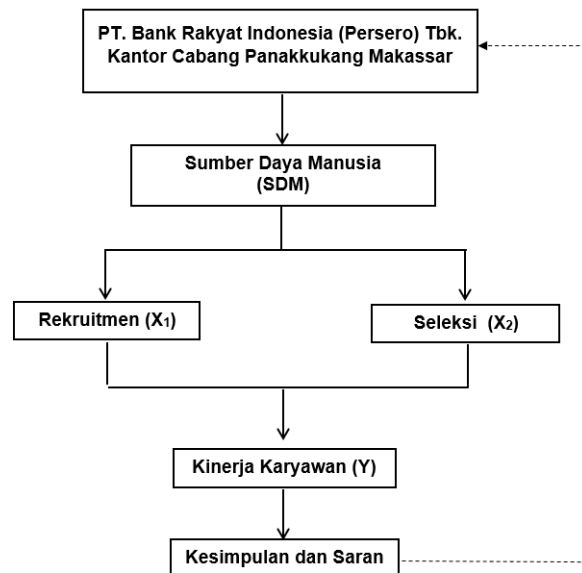 PT. Bank Rakyat Indonesia (Persero) Tbk.
Kantor Cabang Panakkukang Makassar
Sumber Daya Manusia
(SDM)
Rekruitmen (X₁)
Seleksi (X₂)
Kinerja Karyawan (Y)
Kesimpulan dan Saran